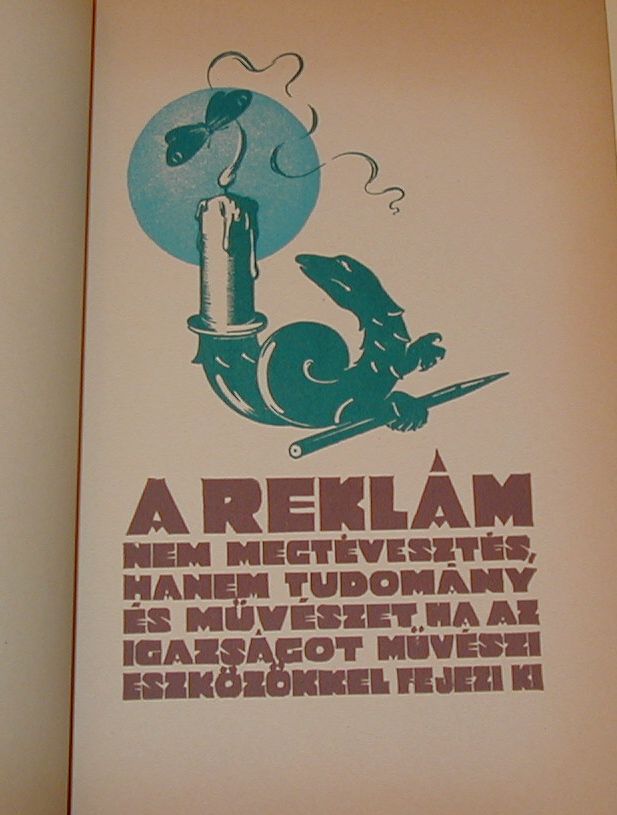 A REKLÁM
NEM MEGTÉVESZTÉS,
HANEM TUDOMÁNY
ÉS MŰVÉSZET, HA AZ
IGAZSÁGOT MŰVÉSZI
ESZKÖZÖKKEL FEJEZI KI